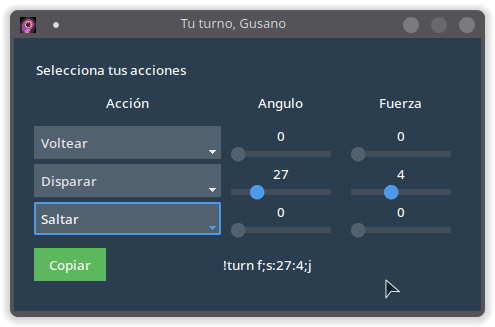 Tu turno, Gusano
Selecciona tus acciones
Acción Angulo Fuerza
Voltear 0 0
Disparar 27 4
Saltar 0 0
Copiar !turn f;s:27:4;j